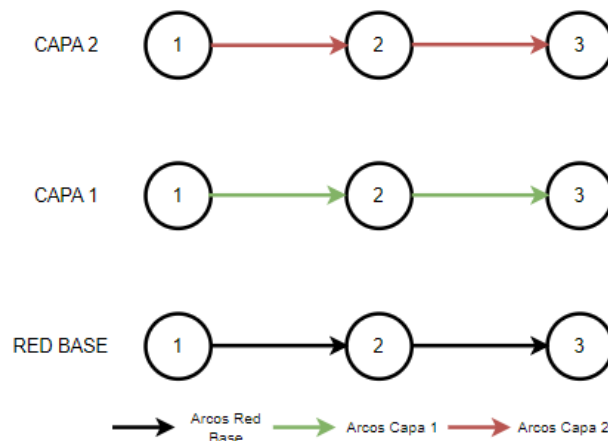 CAPA 2
1
2
3
CAPA 1
1
2
3
RED BASE
1
2
3
Arcos Red
Base
Arcos Capa 1
Arcos Capa 2